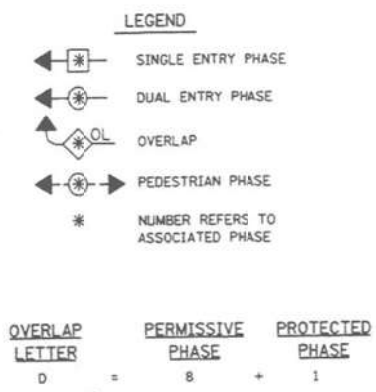 LEGEND
* SINGLE ENTRY PHASE
* DUAL ENTRY PHASE
* OL OVERLAP
* PEDESTRIAN PHASE
* NUMBER REFERS TO
ASSOCIATED PHASE
OVERLAP PERMISSIVE PROTECTED
LETTER PHASE PHASE
D = 8 + 1